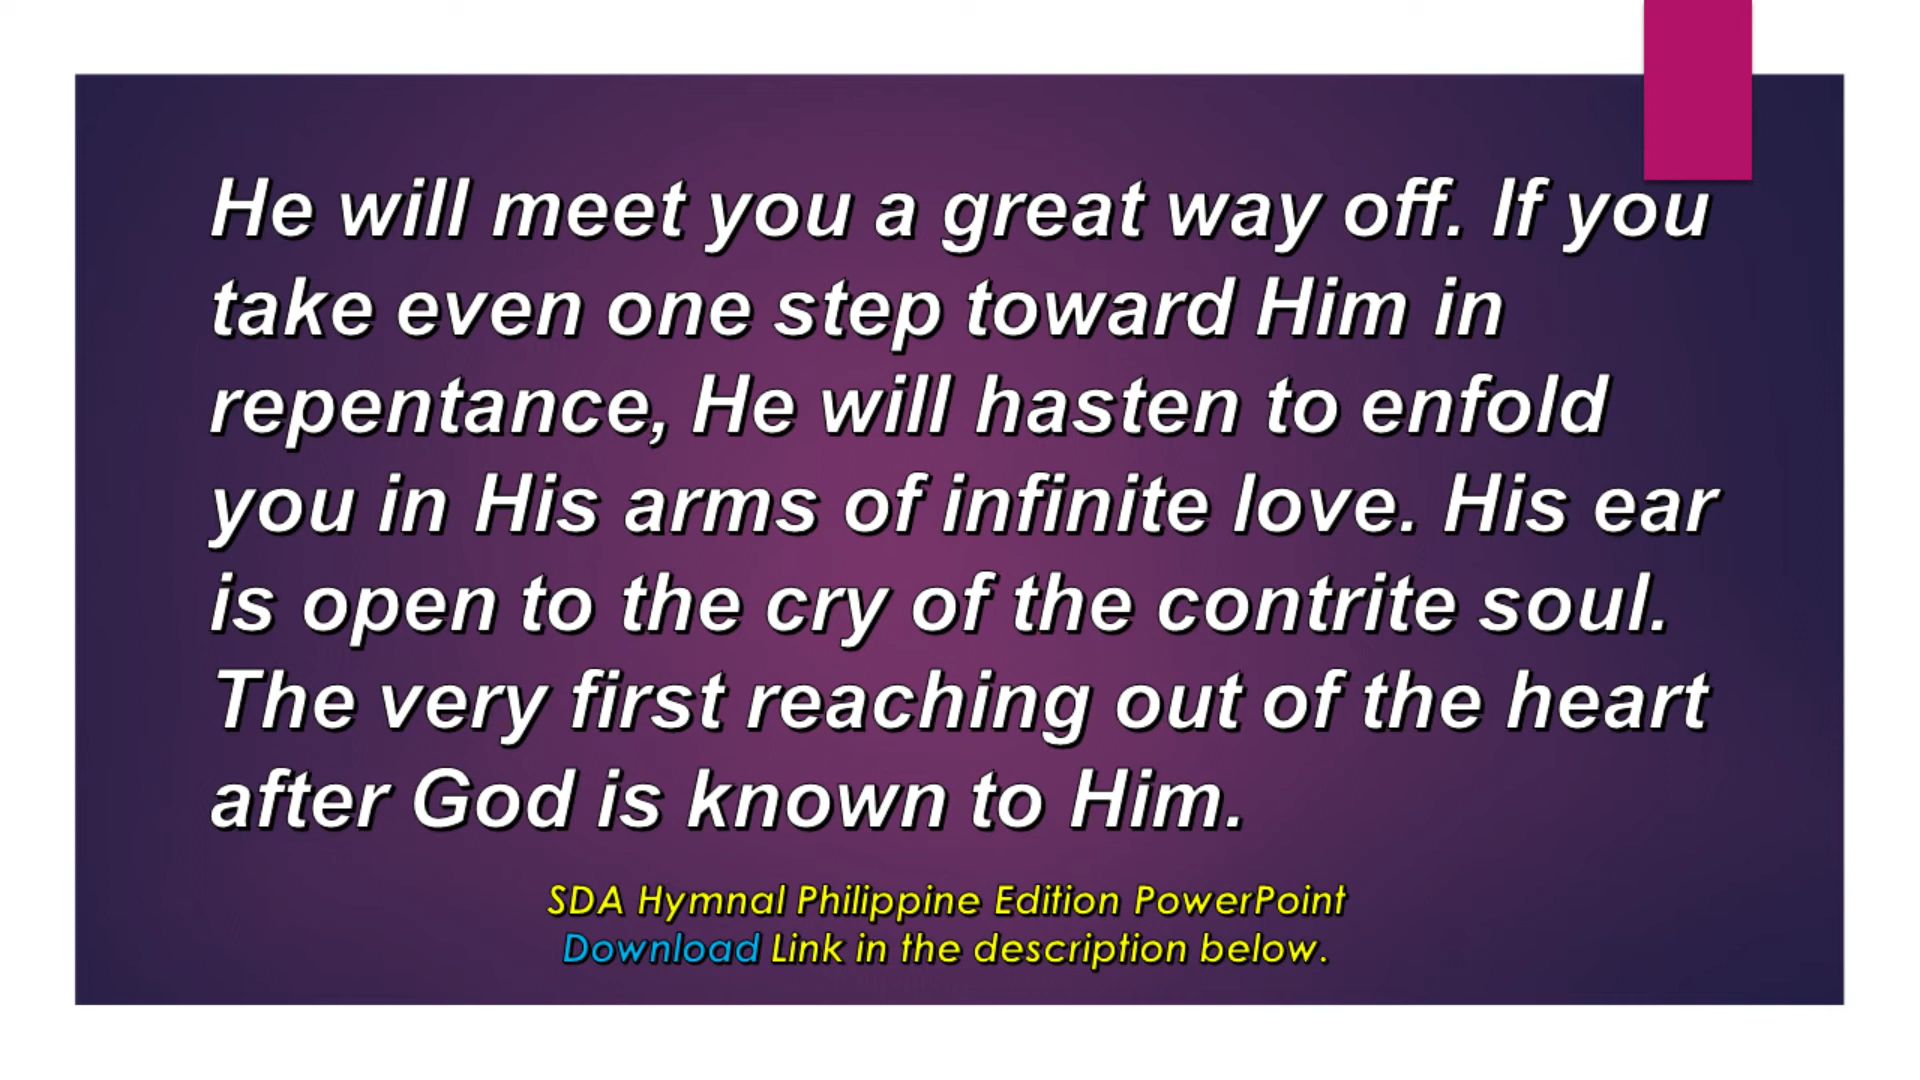 He will meet you a great way off. If you
take even one step toward Him in
repentance, He will hasten to enfold
you in His arms of infinite love. His ear
is open to the cry of the contrite soul.
The very first reaching out of the heart
after God is known to Him.
SDA Hymnal Philippine Edition PowerPoint
Download Link in the description below.